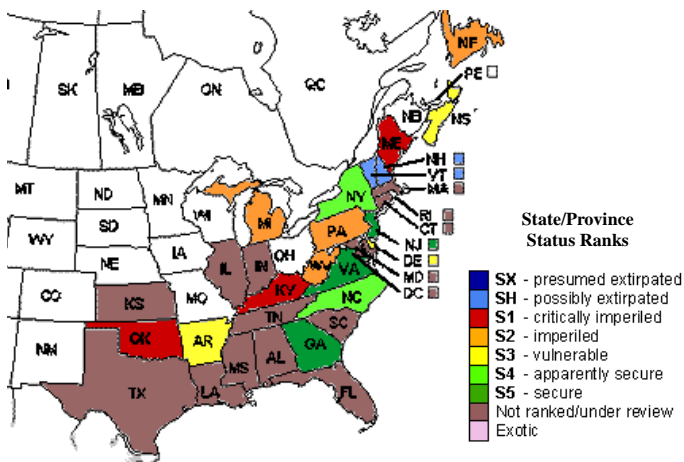 NF
PE
SK
MB
ON
QC
NB
NS
ME
NH
VT
MA
MT
ND
MN
NY
RI
CT
WI
MI
SD
WY
PA
NJ
DE
MD
DC
IA
NE
OH
IL
IN
WV
VA
CO
KS
MO
KY
NC
TN
OK
AR
SC
NM
MS
AL
GA
TX
LA
FL
State/Province
Status Ranks
SX - presumed extirpated
SH - possibly extirpated
S1 - critically imperiled
S2 - imperiled
S3 - vulnerable
S4 - apparently secure
S5 - secure
Not ranked/under review
Exotic